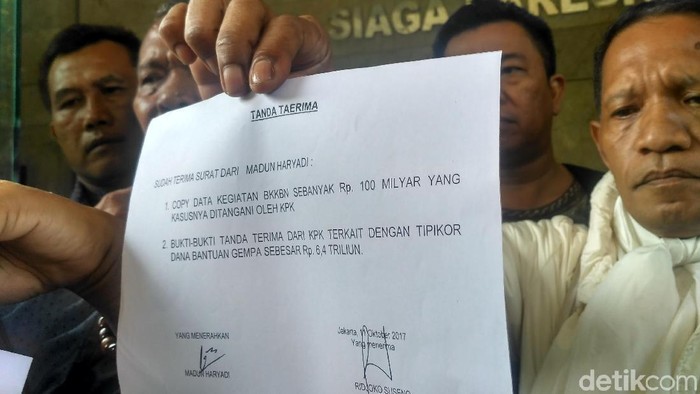 SIAGA
TANDA TAERIMA
SUDAH TERIMA SURAT DARI MADUN HARYADI :
1. COPY DATA KEGIATAN BKKBN SEBANYAK Rp. 100 MILYAR YANG
KASUSNYA DITANGANI OLEH KPK
2. BUKTI-BUKTI TANDA TERIMA DARI KPK TERKAIT DENGAN TIPIKOR
DANA BANTUAN GEMPA SEBESAR Rp. 6,4 TRILIUN.
Jakarta, Oktober 2017
YANG MENERAHKAN
Yang menerima
MADUN HARYADI
RIDJOKO SUSENO
detikcom